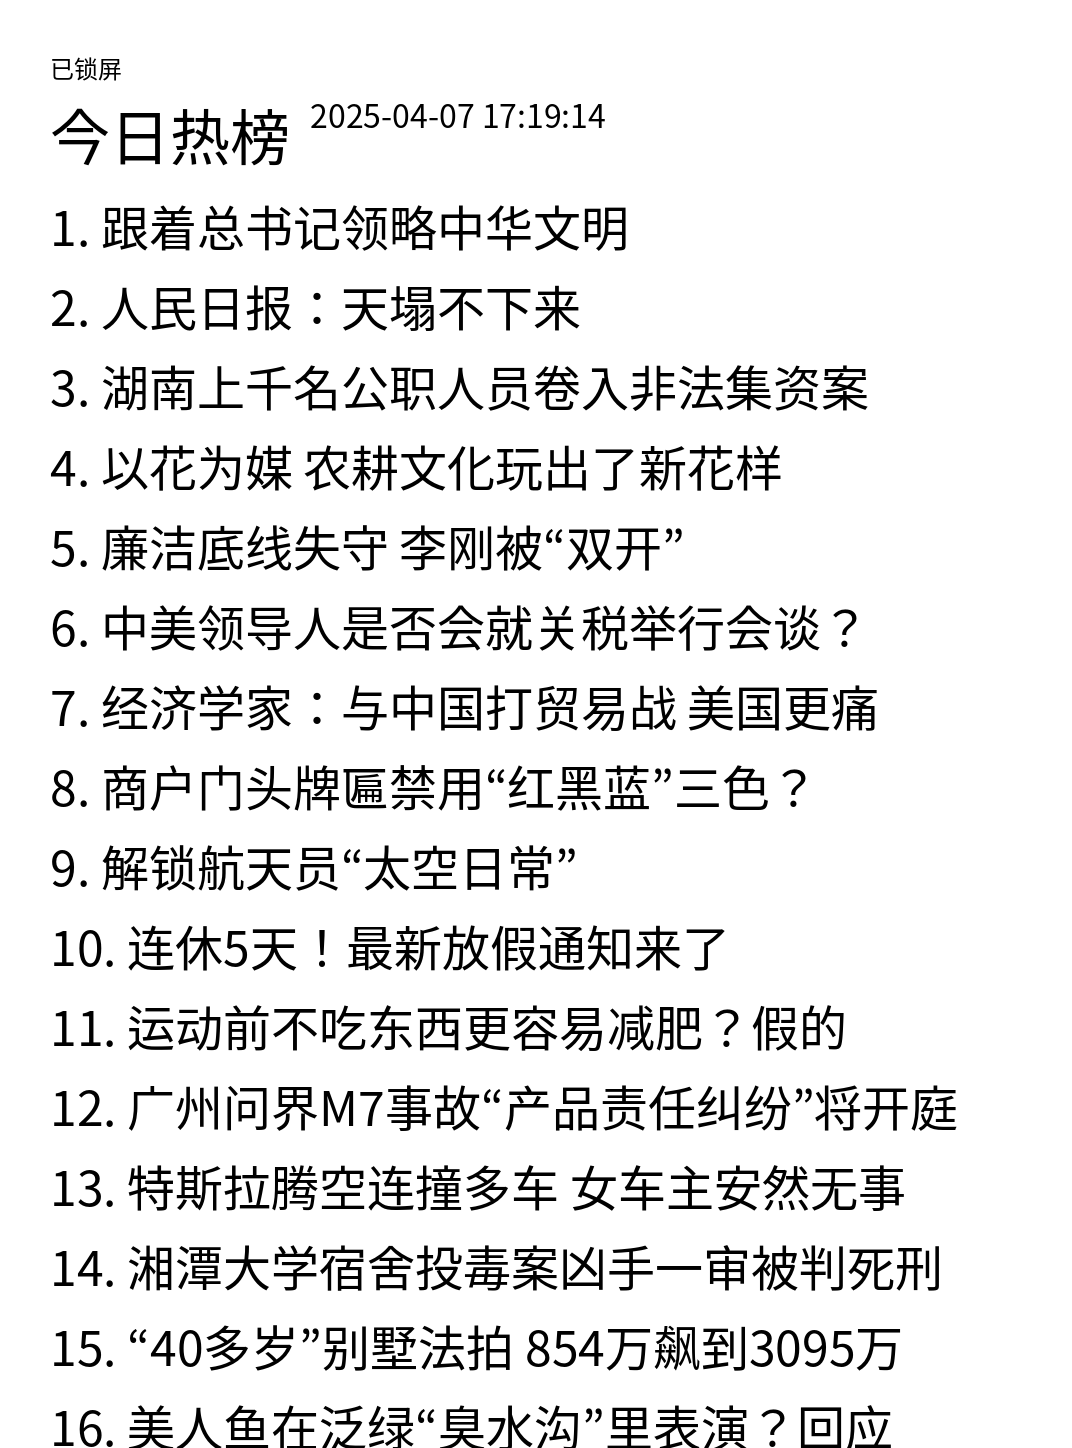 已锁屏
今日热榜 2025-04-07 17:19:14
1. 跟着总书记领略中华文明
2. 人民日报：天塌不下来
3. 湖南上千名公职人员卷入非法集资案
4. 以花为媒 农耕文化玩出了新花样
5. 廉洁底线失守 李刚被“双开”
6. 中美领导人是否会就关税举行会谈？
7. 经济学家：与中国打贸易战 美国更痛
8. 商户门头牌匾禁用“红黑蓝”三色？
9. 解锁航天员“太空日常”
10. 连休5天！最新放假通知来了
11. 运动前不吃东西更容易减肥？假的
12. 广州问界M7事故“产品责任纠纷”将开庭
13. 特斯拉腾空连撞多车 女车主安然无事
14. 湘潭大学宿舍投毒案凶手一审被判死刑
15. “40多岁”别墅法拍 854万飙到3095万
16. 美人鱼在泛绿“臭水沟”里表演？回应